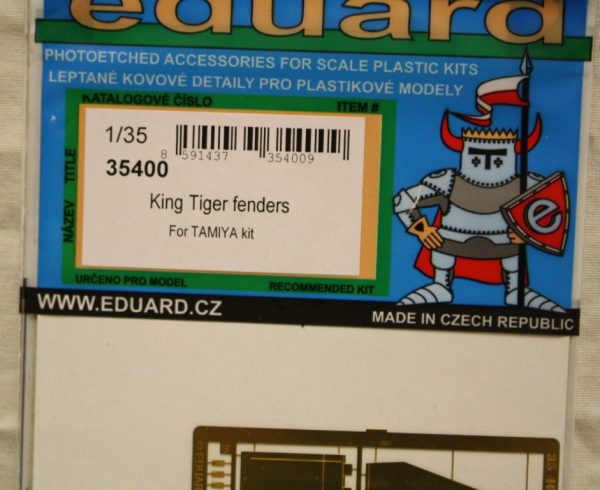 eduard
PHOTOETCHED ACCESSORIES FOR SCALE PLASTIC KITS
LEPTANÉ KOVOVÉ DETAILY PRO PLASTIKOVÉ MODELY
KATALOGOVÉ ČÍSLO ITEM #
1/35
35400
8 591437 354009
King Tiger fenders
For TAMIYA kit
NÁZEV TITLE
URČENO PRO MODEL RECOMMENDED KIT
e
WWW.EDUARD.CZ
MADE IN CZECH REPUBLIC
EDUARD